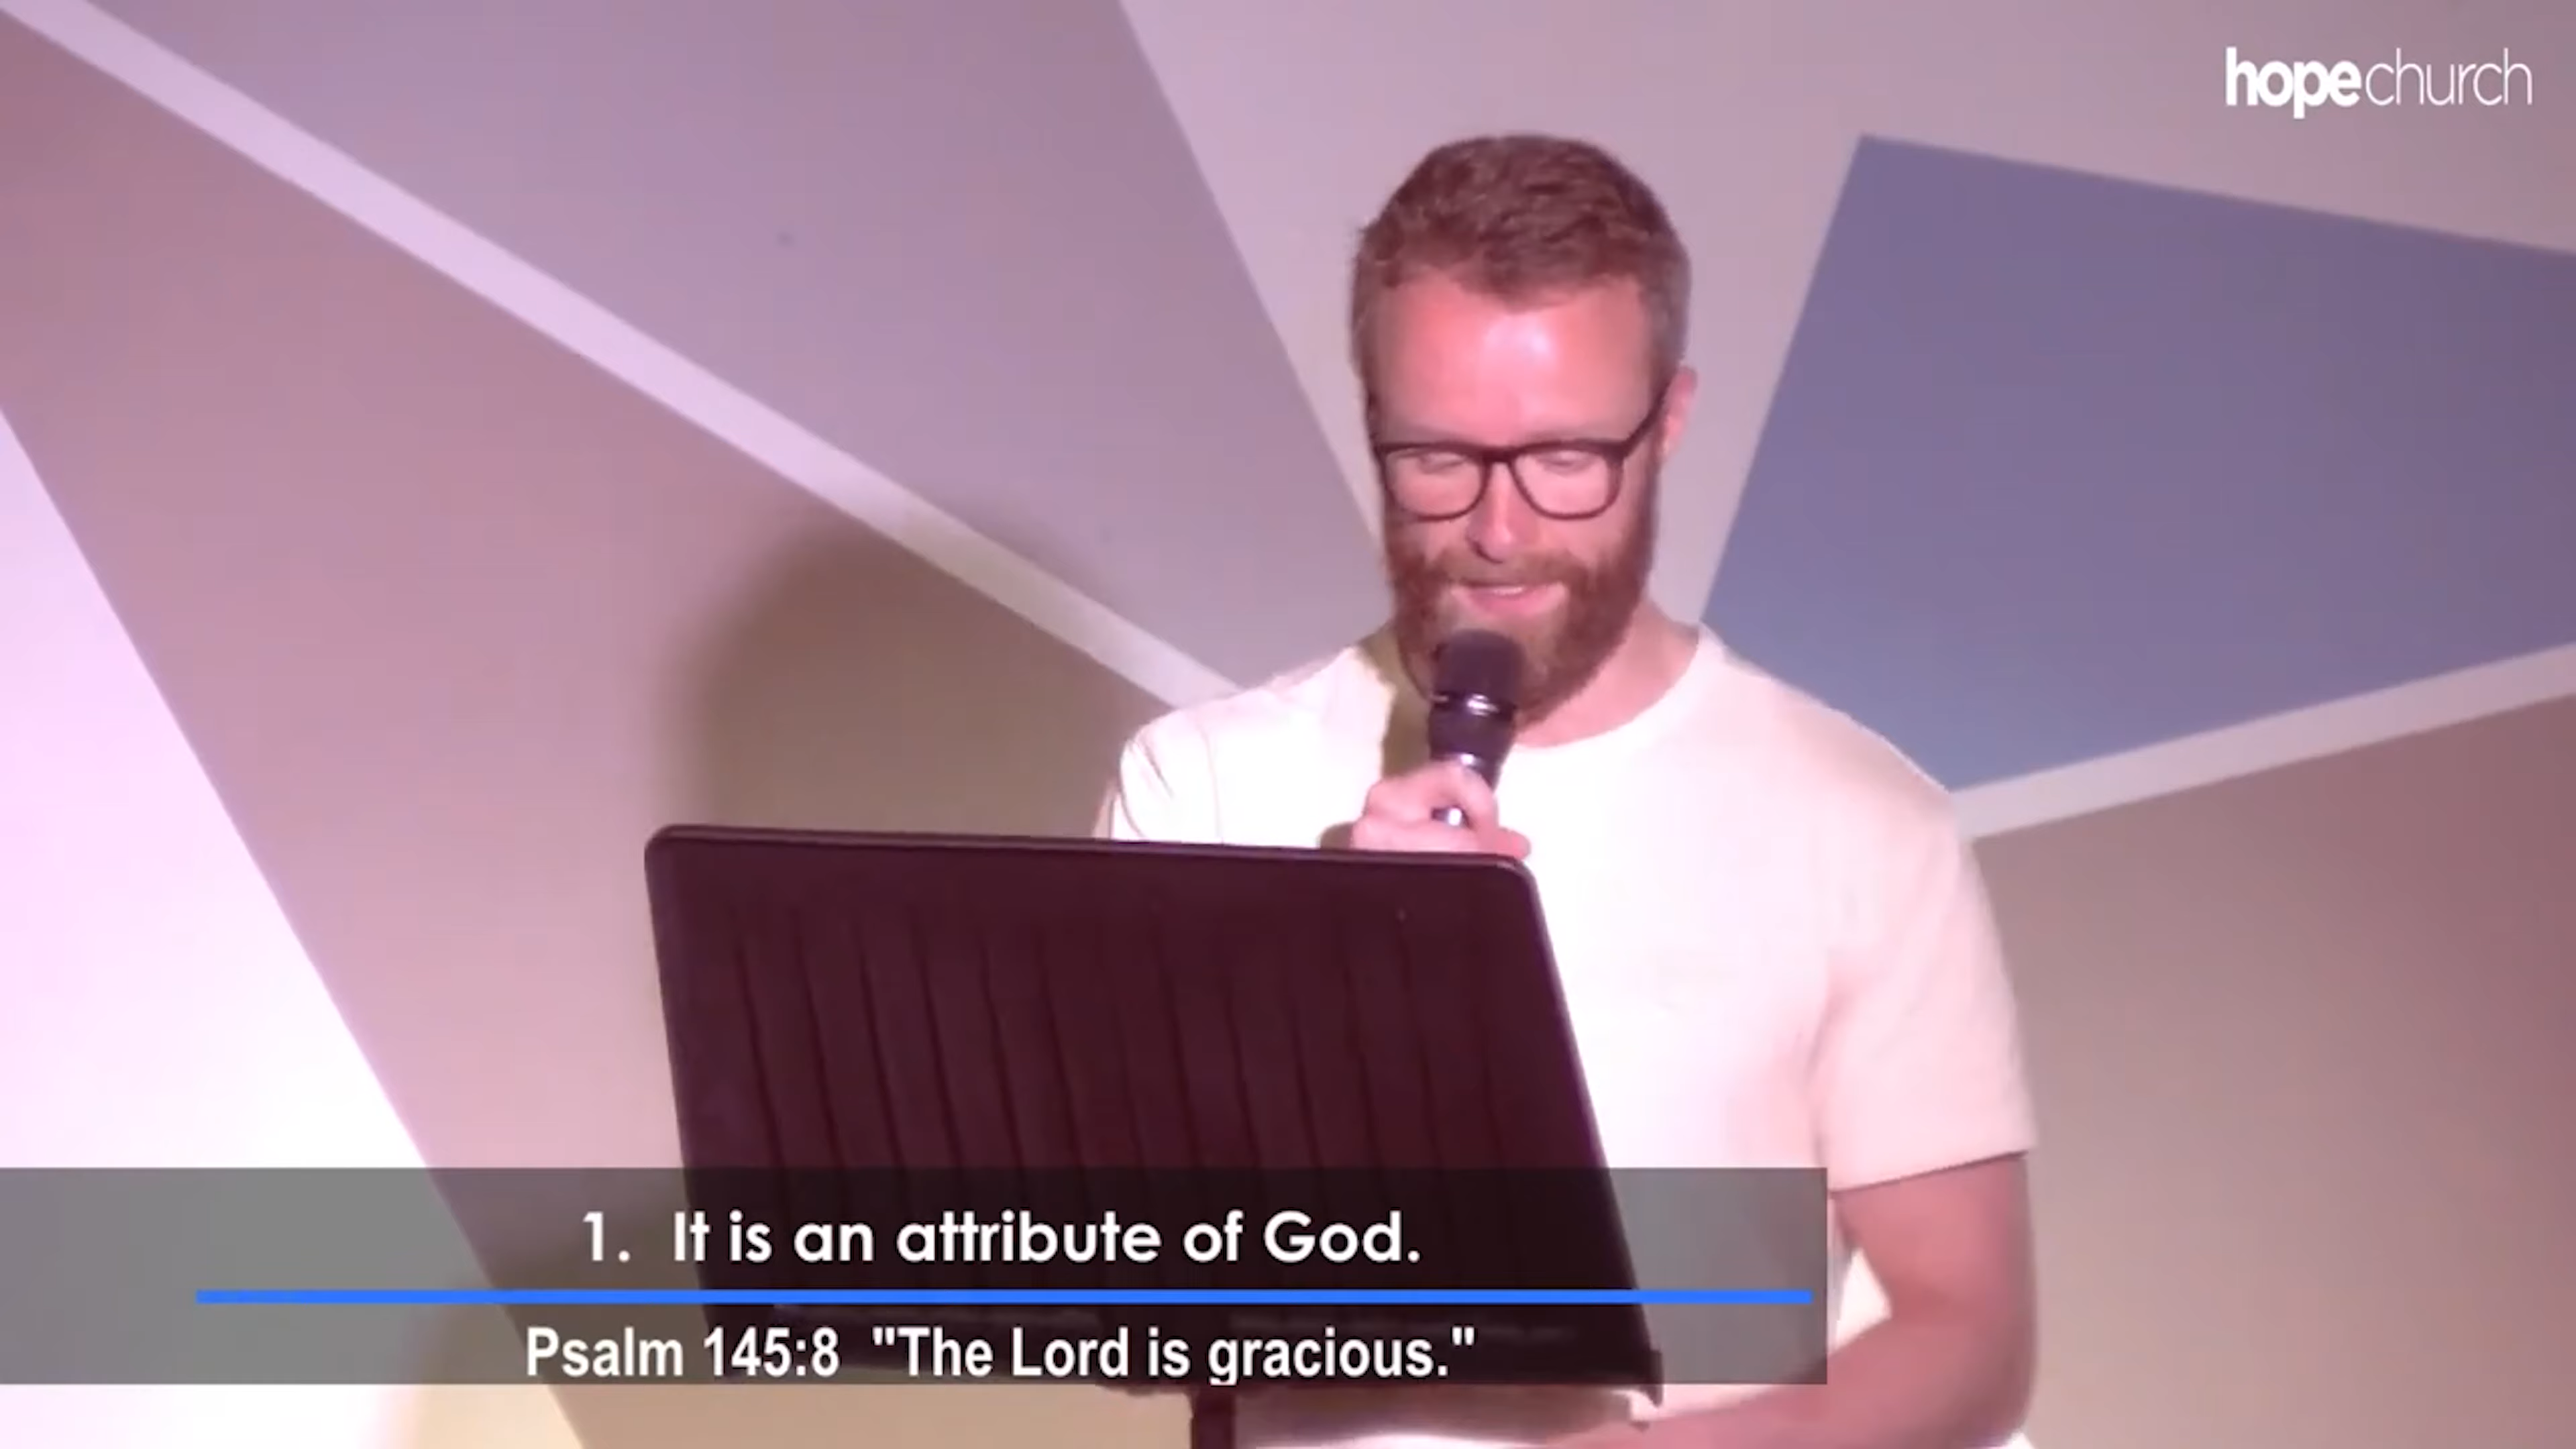 hopechurch
1. It is an attribute of God.
Psalm 145:8 "The Lord is gracious."